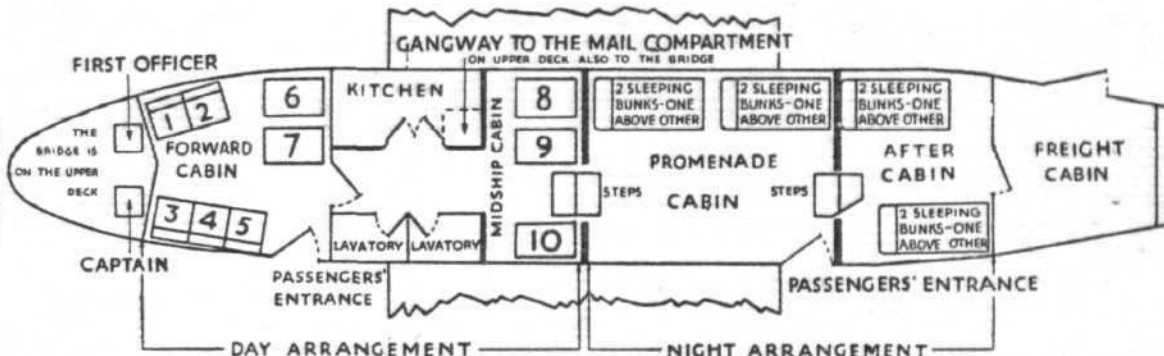 GANGWAY TO THE MAIL COMPARTMENT
ON UPPER DECK ALSO TO THE BRIDGE
FIRST OFFICER
THE
BRIDGE IS
ON THE UPPER
DECK
CAPTAIN
1 2
3 4 5
FORWARD
CABIN
6
7
KITCHEN
LAVATORY LAVATORY
PASSENGERS'
ENTRANCE
MIDSHIP CABIN
8
9
10
STEPS
2 SLEEPING
BUNKS-ONE
ABOVE OTHER
2 SLEEPING
BUNKS-ONE
ABOVE OTHER
PROMENADE
CABIN
STEPS
2 SLEEPING
BUNKS-ONE
ABOVE OTHER
AFTER
CABIN
2 SLEEPING
BUNKS-ONE
ABOVE OTHER
PASSENGERS' ENTRANCE
FREIGHT
CABIN
DAY ARRANGEMENT
NIGHT ARRANGEMENT